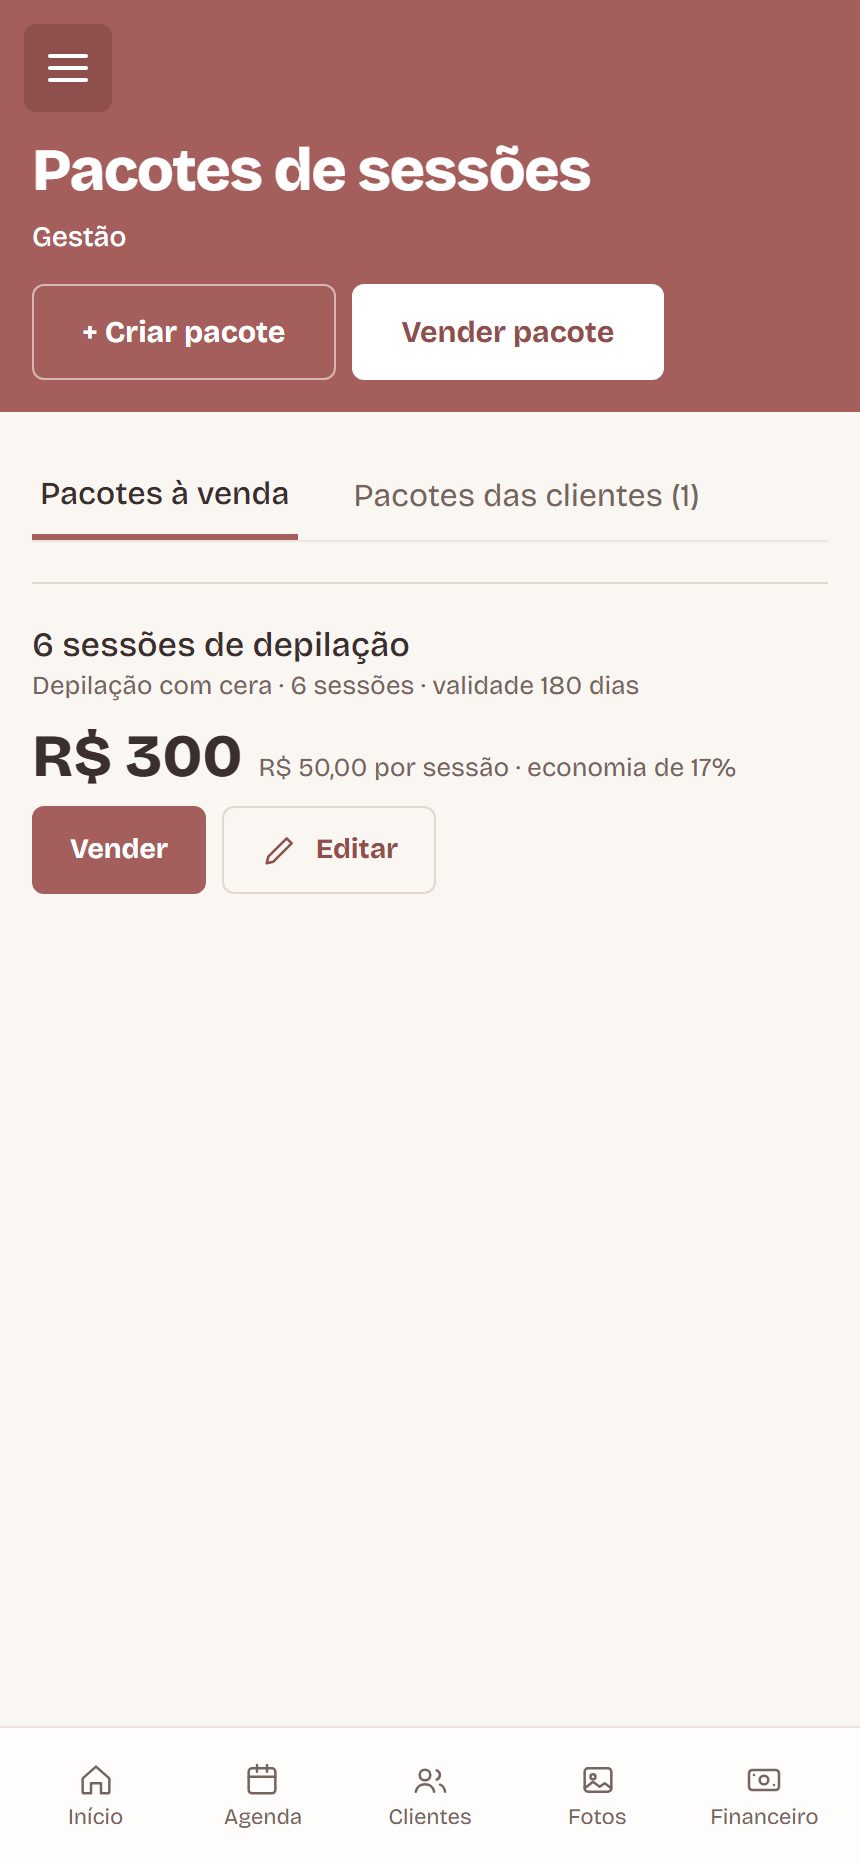 Pacotes de sessões
Gestão
+ Criar pacote
Vender pacote
Pacotes à venda
Pacotes das clientes (1)
6 sessões de depilação
Depilação com cera · 6 sessões · validade 180 dias
R$ 300 R$ 50,00 por sessão · economia de 17%
Vender
Editar
Início
Agenda
Clientes
Fotos
Financeiro